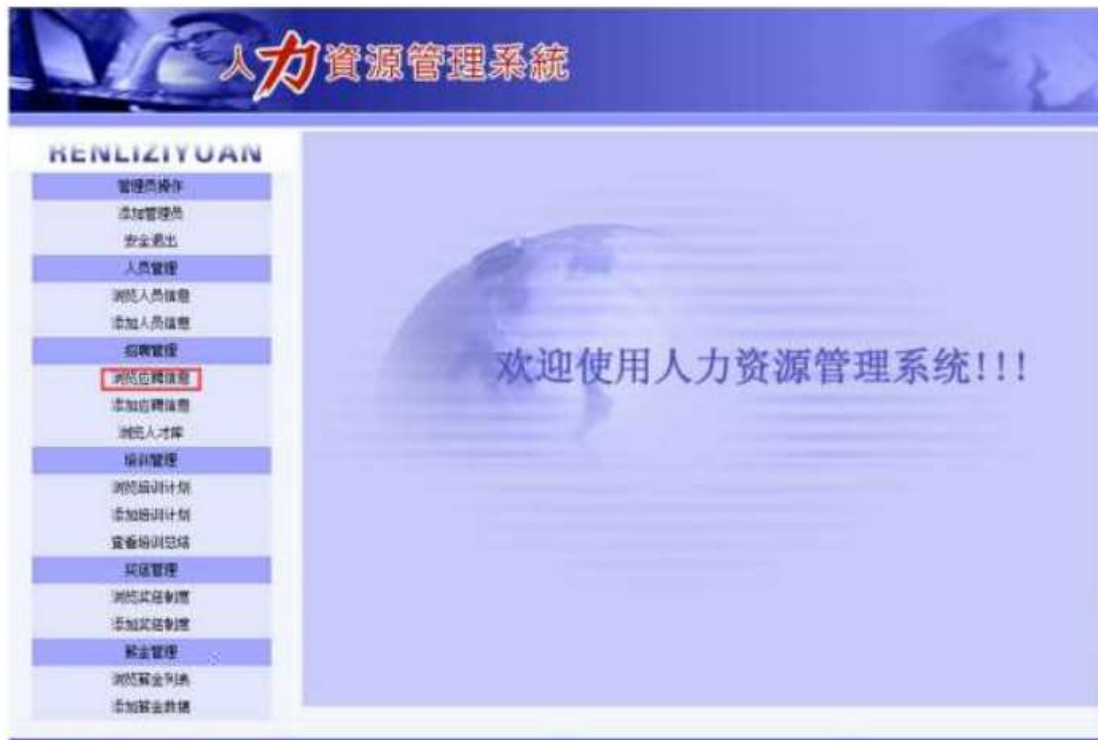 人力資源管理系統
RENLIZIYUAN
管理员操作
添加管理员
安全退出
人员管理
浏览人员信息
添加人员信息
招聘管理
浏览应聘信息
添加应聘信息
浏览人才库
培训管理
浏览培训计划
添加培训计划
查看培训总结
奖惩管理
浏览奖惩制度
添加奖惩制度
薪金管理
浏览薪金列表
添加薪金数据
欢迎使用人力资源管理系统!!!